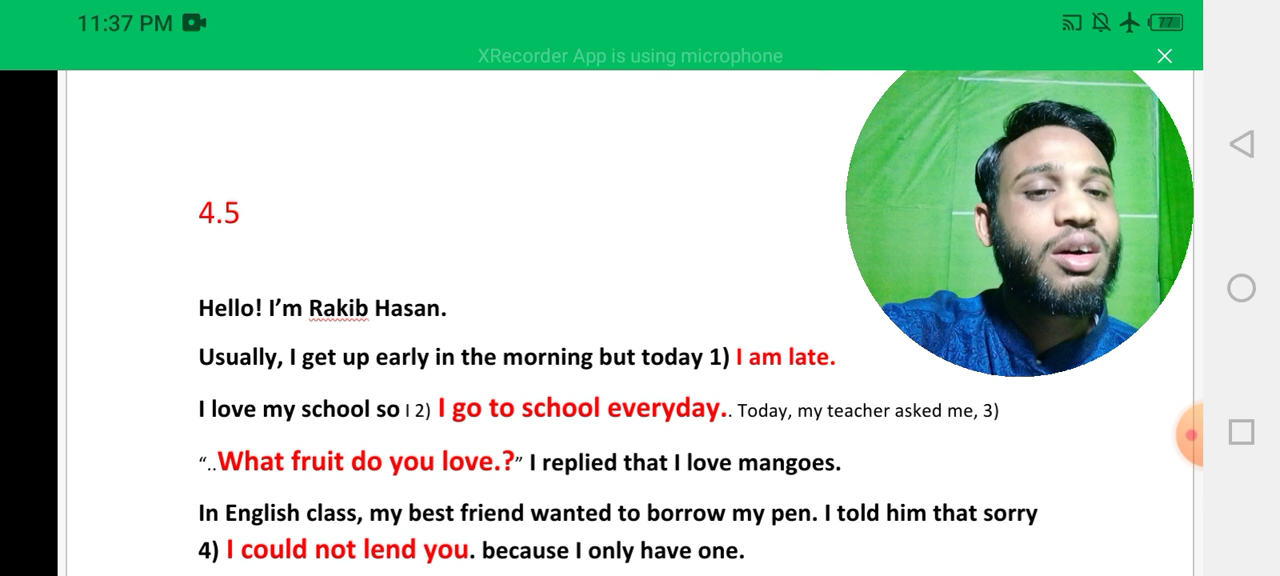 11:37 PM
77
XRecorder App is using microphone
4.5
Hello! I’m Rakib Hasan.
Usually, I get up early in the morning but today 1) I am late.
I love my school so I 2) I go to school everyday.. Today, my teacher asked me, 3)
“..What fruit do you love.?” I replied that I love mangoes.
In English class, my best friend wanted to borrow my pen. I told him that sorry
4) I could not lend you. because I only have one.